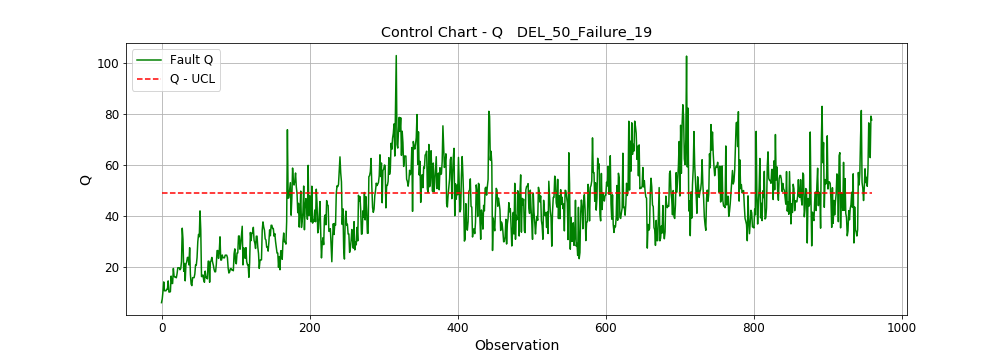 Control Chart - Q   DEL_50_Failure_19
Fault Q
Q - UCL
100
80
60
40
20
Q
0
200
400
600
800
1000
Observation